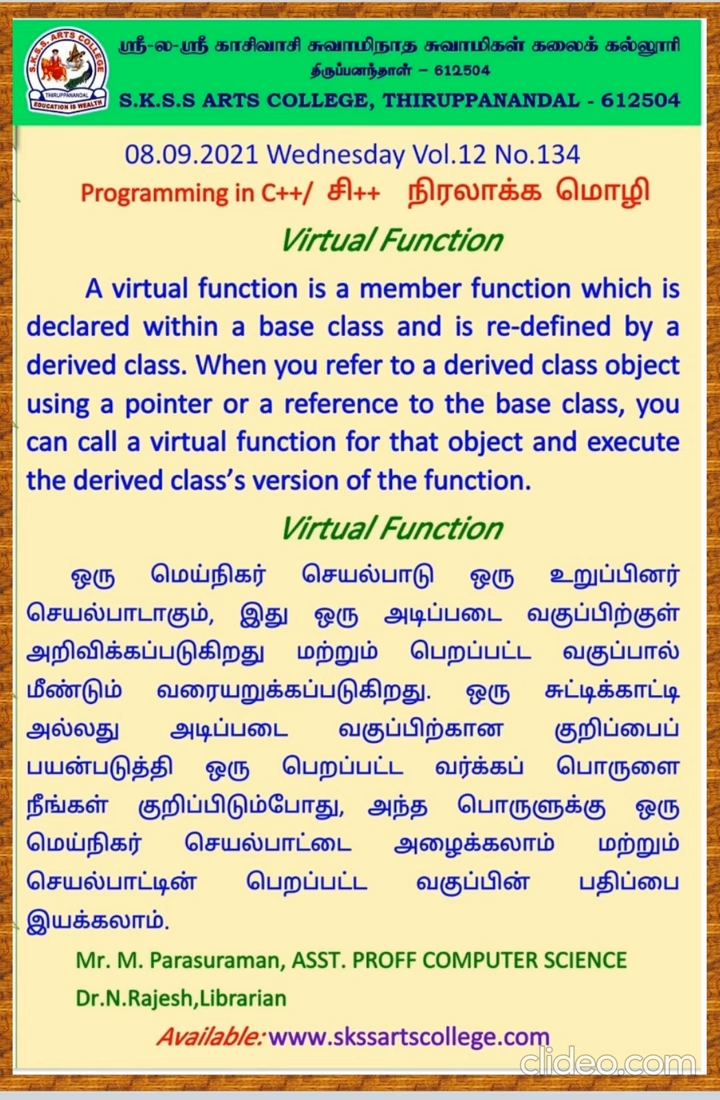 ஸ்ரீ-ல-ஸ்ரீ காசிவாசி சுவாமிநாத சுவாமிகள் கலைக் கல்லூரி
திருப்பனந்தாள் – 612504
S.K.S.S ARTS COLLEGE, THIRUPPANANDAL - 612504
S.K.S.S. ARTS COLLEGE
THIRUPPANANDAL
EDUCATION IS WEALTH
08.09.2021 Wednesday Vol.12 No.134
Programming in C++/ சி++ நிரலாக்க மொழி
Virtual Function
A virtual function is a member function which is
declared within a base class and is re-defined by a
derived class. When you refer to a derived class object
using a pointer or a reference to the base class, you
can call a virtual function for that object and execute
the derived class’s version of the function.
Virtual Function
ஒரு மெய்நிகர் செயல்பாடு ஒரு உறுப்பினர்
செயல்பாடாகும், இது ஒரு அடிப்படை வகுப்பிற்குள்
அறிவிக்கப்படுகிறது மற்றும் பெறப்பட்ட வகுப்பால்
மீண்டும் வரையறுக்கப்படுகிறது. ஒரு சுட்டிக்காட்டி
அல்லது அடிப்படை வகுப்பிற்கான குறிப்பைப்
பயன்படுத்தி ஒரு பெறப்பட்ட வர்க்கப் பொருளை
நீங்கள் குறிப்பிடும்போது, அந்த பொருளுக்கு ஒரு
மெய்நிகர் செயல்பாட்டை அழைக்கலாம் மற்றும்
செயல்பாட்டின் பெறப்பட்ட வகுப்பின் பதிப்பை
இயக்கலாம்.
Mr. M. Parasuraman, ASST. PROFF COMPUTER SCIENCE
Dr.N.Rajesh,Librarian
Available: www.skssartscollege.com
clideo.com